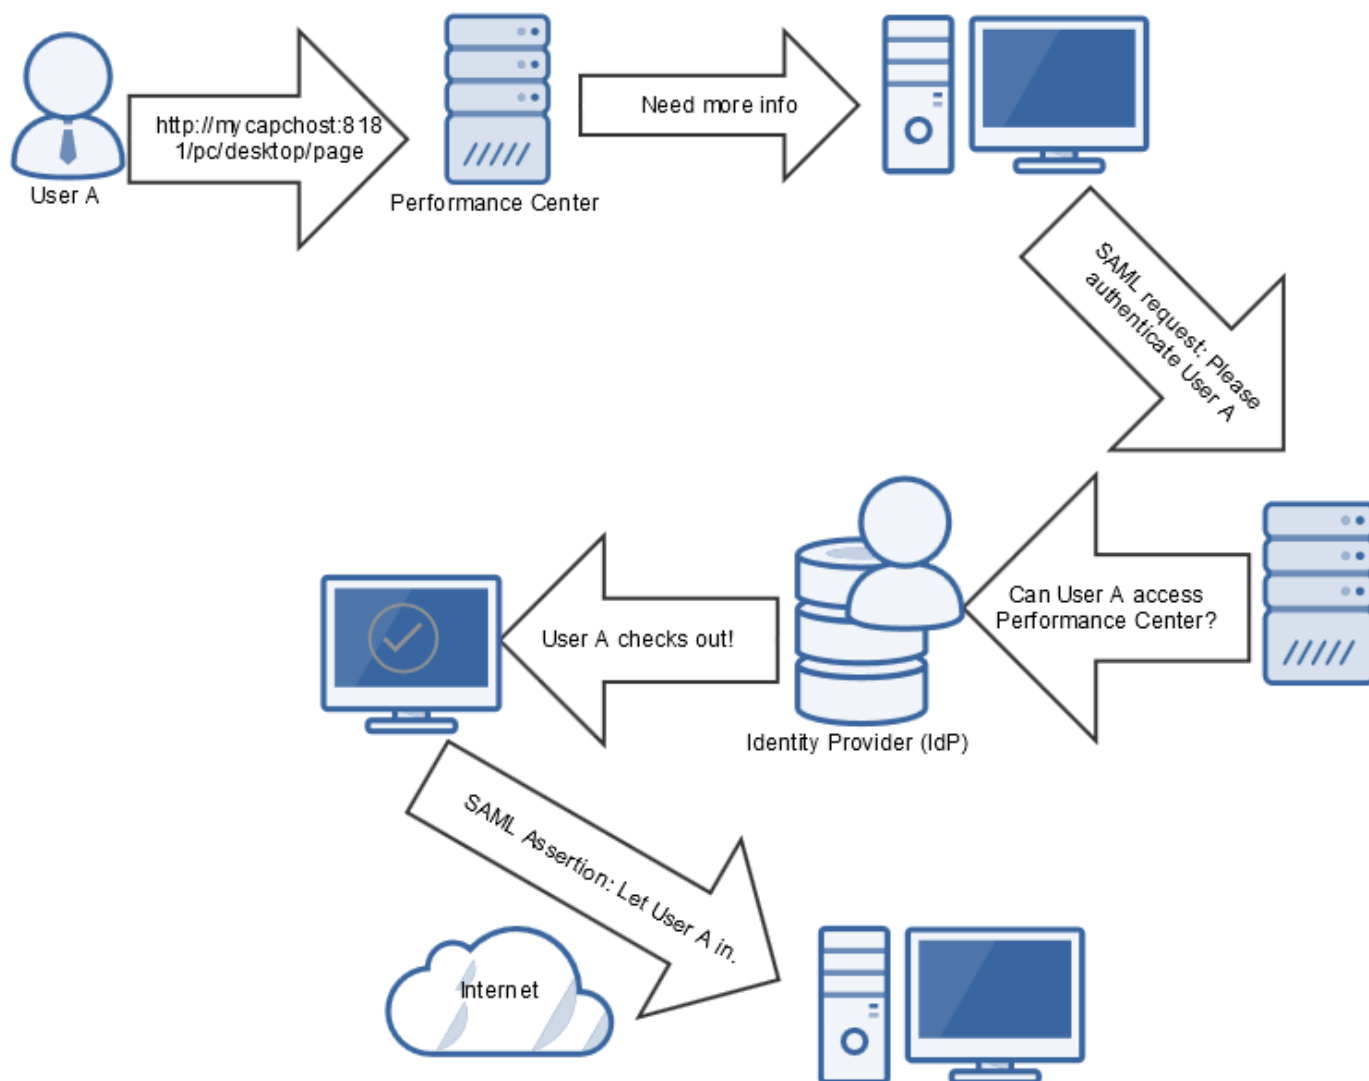 http://mycapchost:818
1/pc/desktop/page
Need more info
User A
Performance Center
SAML request: Please
authenticate User A
Can User A access
Performance Center?
User A checks out!
Identity Provider (IdP)
SAML Assertion: Let User A in.
Internet